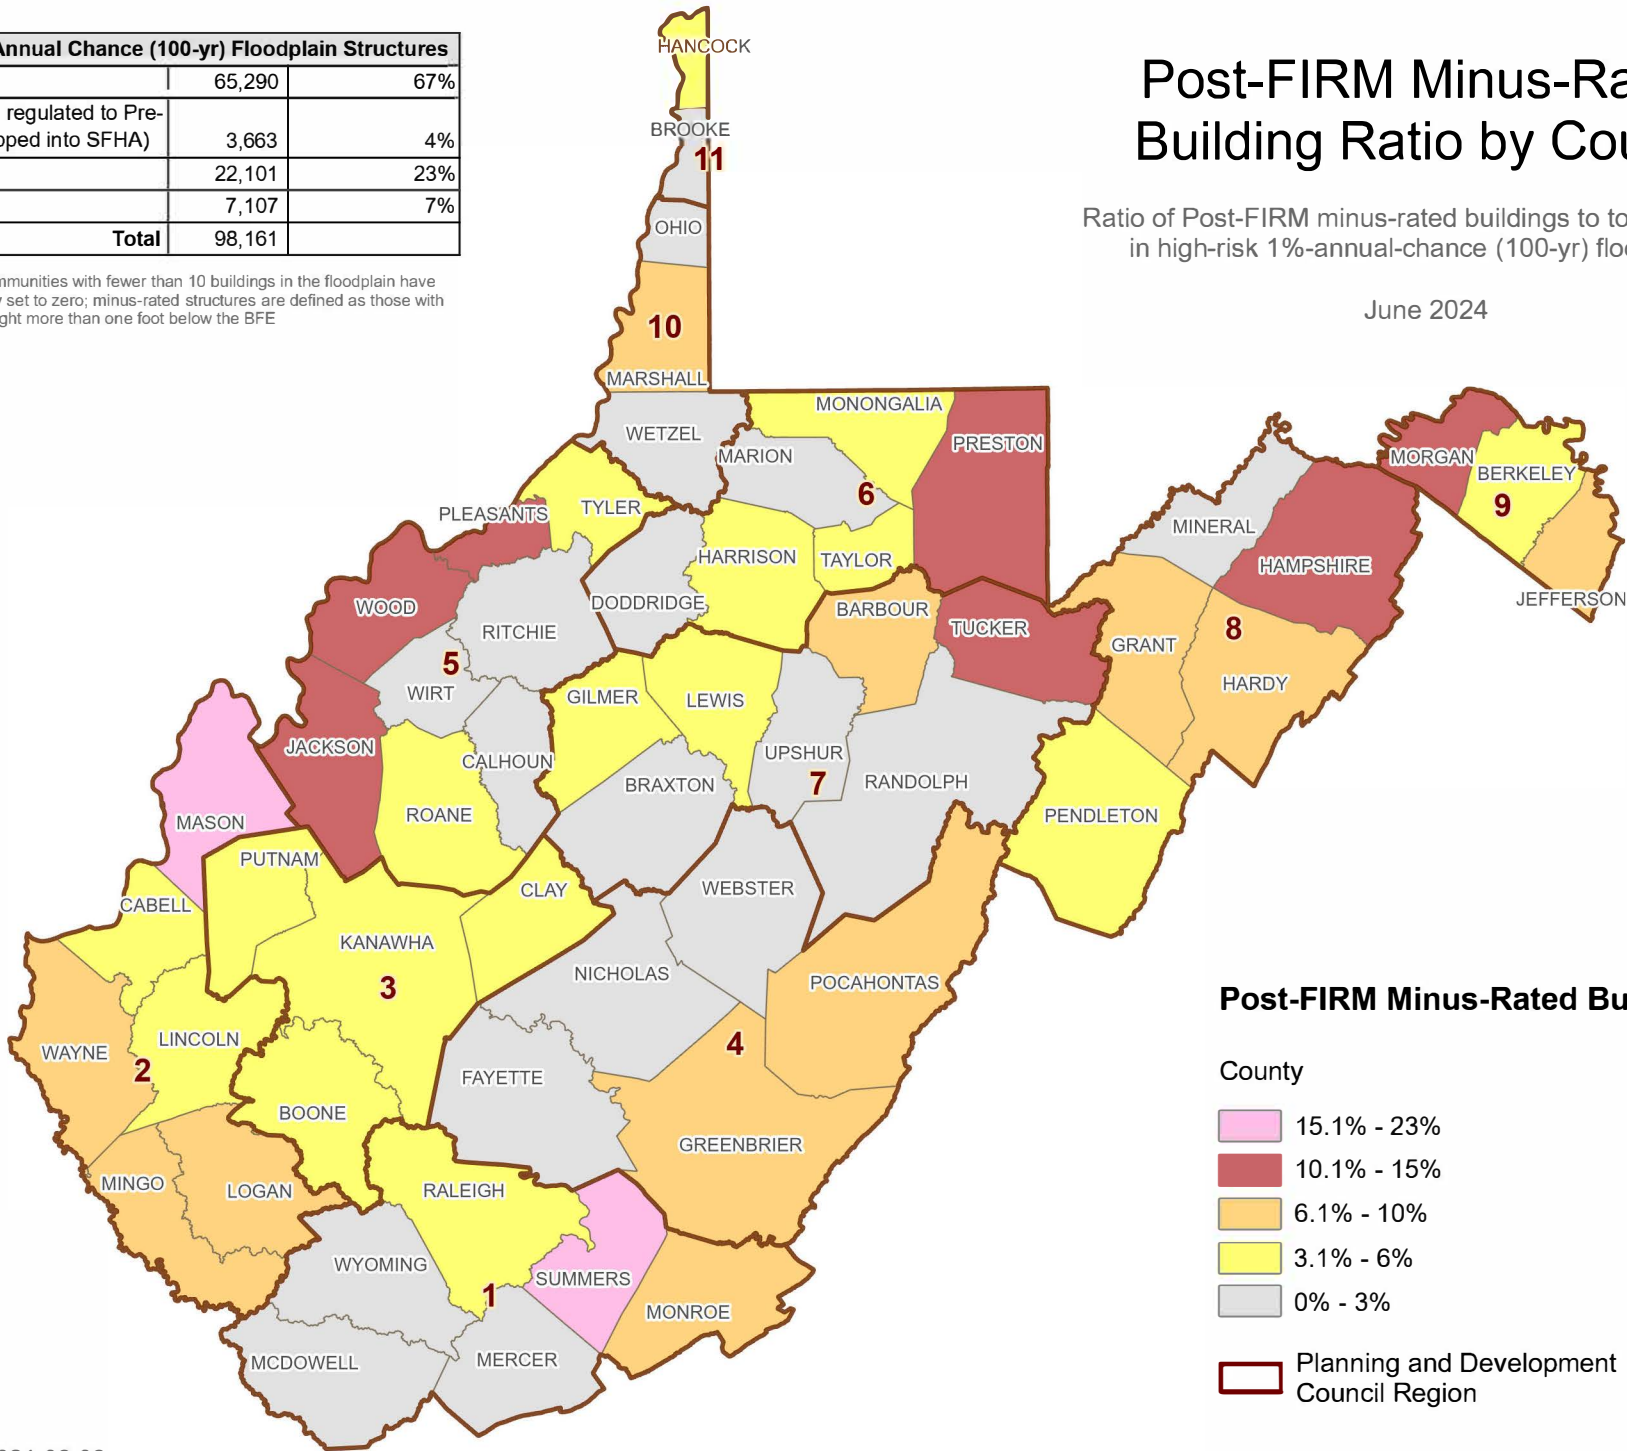 Annual Chance (100-yr) Floodplain Structures
65,290 67%
regulated to Pre-
pped into SFHA) 3,663 4%
22,101 23%
7,107 7%
Total 98,161
mmunities with fewer than 10 buildings in the floodplain have
y set to zero; minus-rated structures are defined as those with
ght more than one foot below the BFE
Post-FIRM Minus-Ra
Building Ratio by Cou
Ratio of Post-FIRM minus-rated buildings to to
in high-risk 1%-annual-chance (100-yr) floo
June 2024
HANCOCK
BROOKE
11
OHIO
10
MARSHALL
WETZEL
MONONGALIA
MARION
PRESTON
6
TYLER
PLEASANTS
HARRISON
TAYLOR
DODDRIDGE
BARBOUR
TUCKER
WOOD
RITCHIE
5
WIRT
MORGAN
BERKELEY
9
MINERAL
HAMPSHIRE
JEFFERSON
8
GRANT
HARDY
GILMER
LEWIS
JACKSON
CALHOUN
UPSHUR
7
RANDOLPH
BRAXTON
ROANE
PENDLETON
MASON
PUTNAM
CLAY
WEBSTER
CABELL
KANAWHA
3
NICHOLAS
POCAHONTAS
WAYNE
2
LINCOLN
4
FAYETTE
BOONE
GREENBRIER
MINGO
LOGAN
RALEIGH
WYOMING
SUMMERS
1
MONROE
MCDOWELL
MERCER
Post-FIRM Minus-Rated Bu
County
15.1% - 23%
10.1% - 15%
6.1% - 10%
3.1% - 6%
0% - 3%
Planning and Development
Council Region